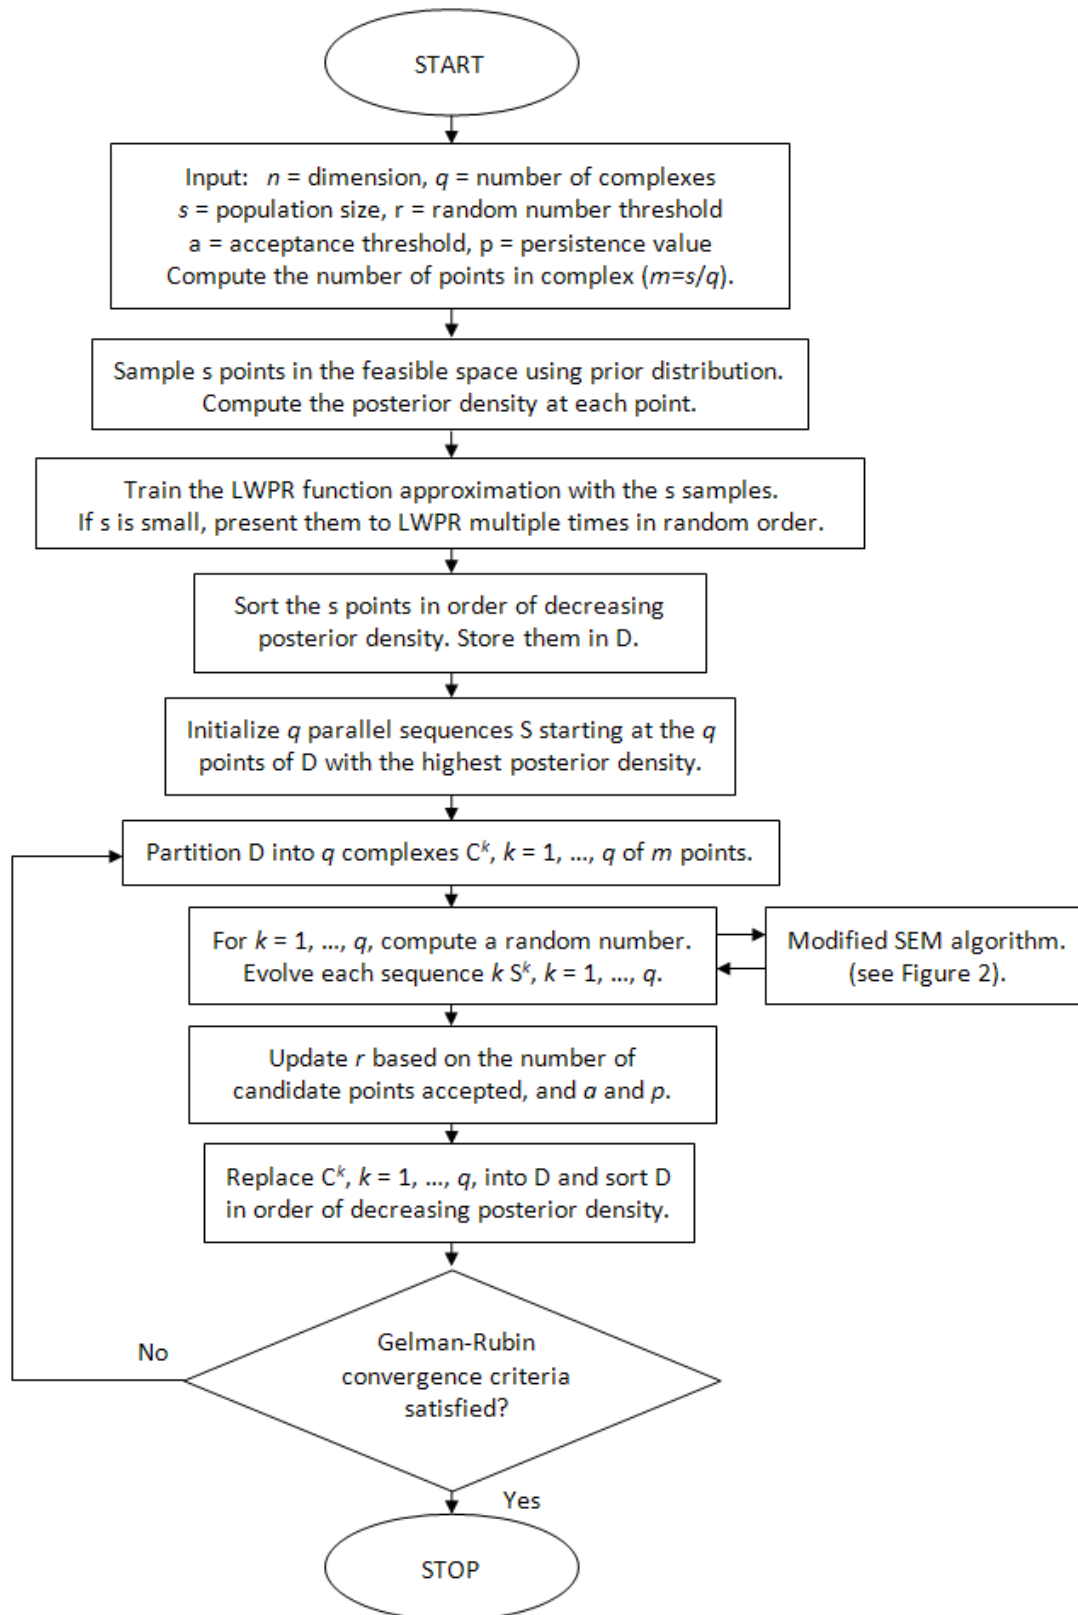 START
Input: n = dimension, q = number of complexes
s = population size, r = random number threshold
a = acceptance threshold, p = persistence value
Compute the number of points in complex (m=s/q).
Sample s points in the feasible space using prior distribution.
Compute the posterior density at each point.
Train the LWPR function approximation with the s samples.
If s is small, present them to LWPR multiple times in random order.
Sort the s points in order of decreasing
posterior density. Store them in D.
Initialize q parallel sequences S starting at the q
points of D with the highest posterior density.
Partition D into q complexes Cᵏ, k = 1, ..., q of m points.
For k = 1, ..., q, compute a random number.
Evolve each sequence k Sᵏ, k = 1, ..., q.
Modified SEM algorithm.
(see Figure 2).
Update r based on the number of
candidate points accepted, and a and p.
Replace Cᵏ, k = 1, ..., q, into D and sort D
in order of decreasing posterior density.
Gelman-Rubin
convergence criteria
satisfied?
No
Yes
STOP